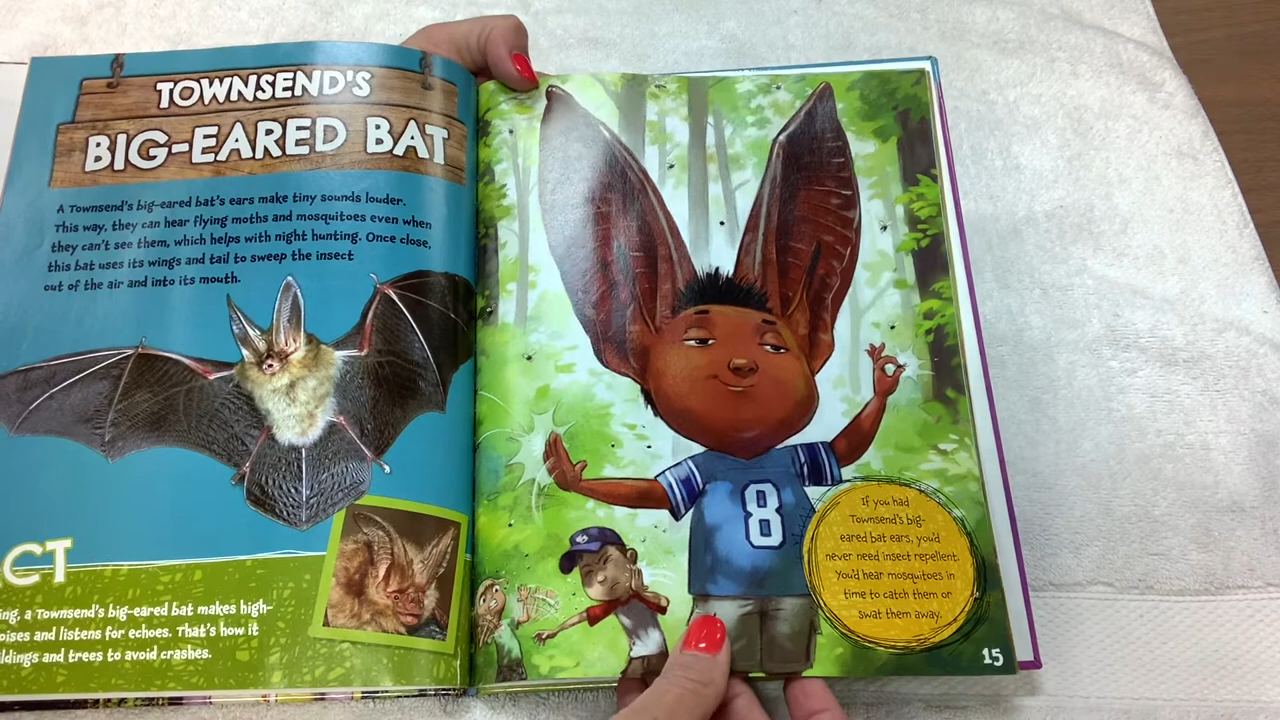 TOWNSEND'S
BIG-EARED BAT
A Townsend's big-eared bat's ears make tiny sounds louder.
This way, they can hear flying moths and mosquitoes even when
they can't see them, which helps with night hunting. Once close,
this bat uses its wings and tail to sweep the insect
out of the air and into its mouth.
CT
ing, a Townsend's big-eared bat makes high-
oises and listens for echoes. That's how it
ldings and trees to avoid crashes.
8
If you had
Townsend's big-
eared bat ears, you'd
never need insect repellent.
You'd hear mosquitoes in
time to catch them or
swat them away.
15